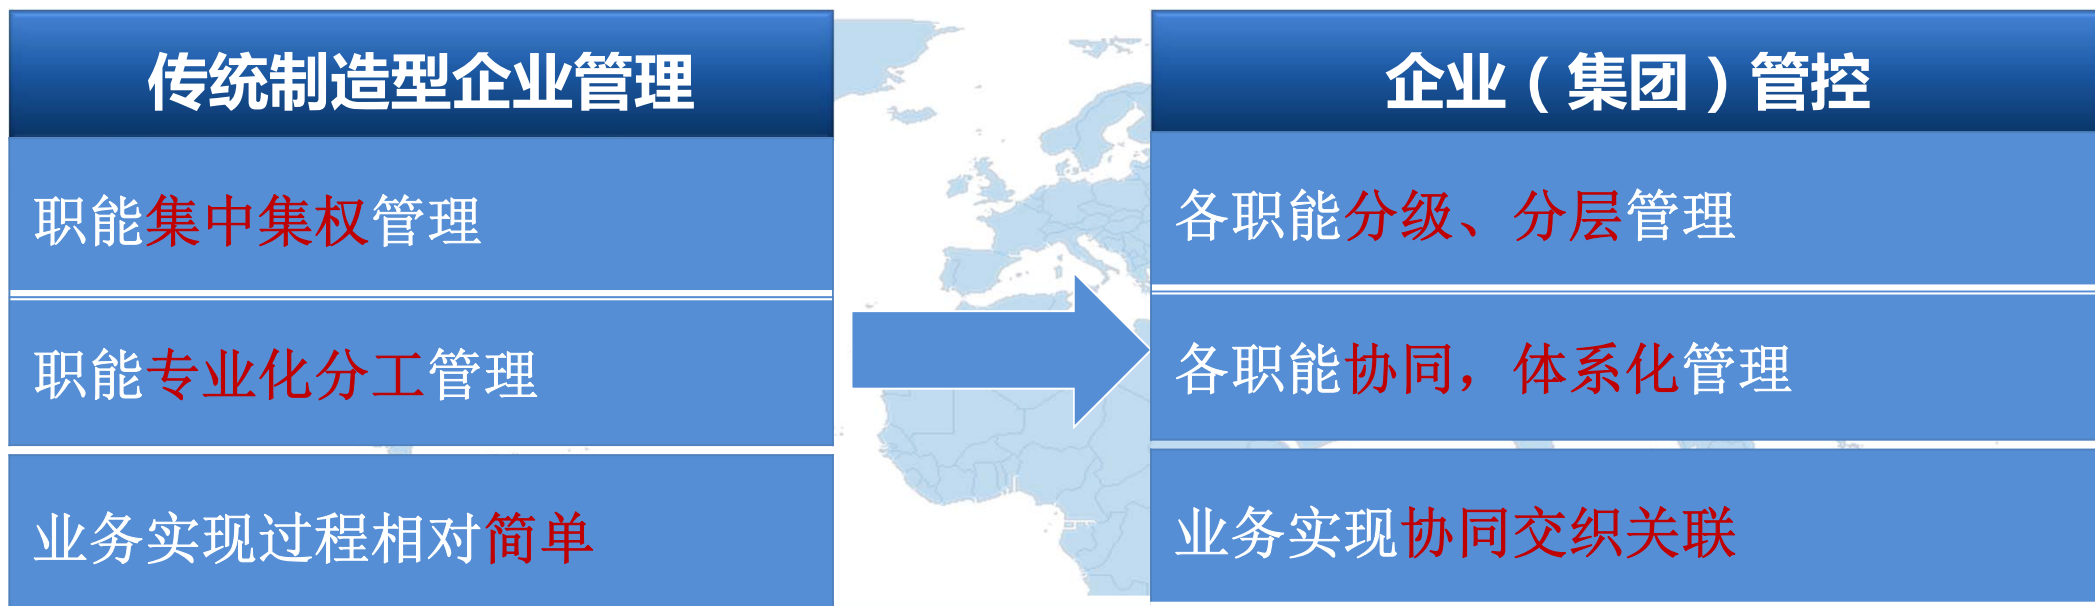 传统制造型企业管理
职能集中集权管理
职能专业化分工管理
业务实现过程相对简单
企业（集团）管控
各职能分级、分层管理
各职能协同，体系化管理
业务实现协同交织关联